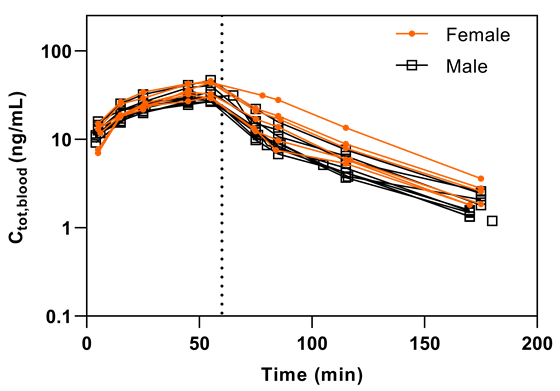 Female
Male
100
10
1
0.1
C_tot,blood (ng/mL)
0 50 100 150 200
Time (min)